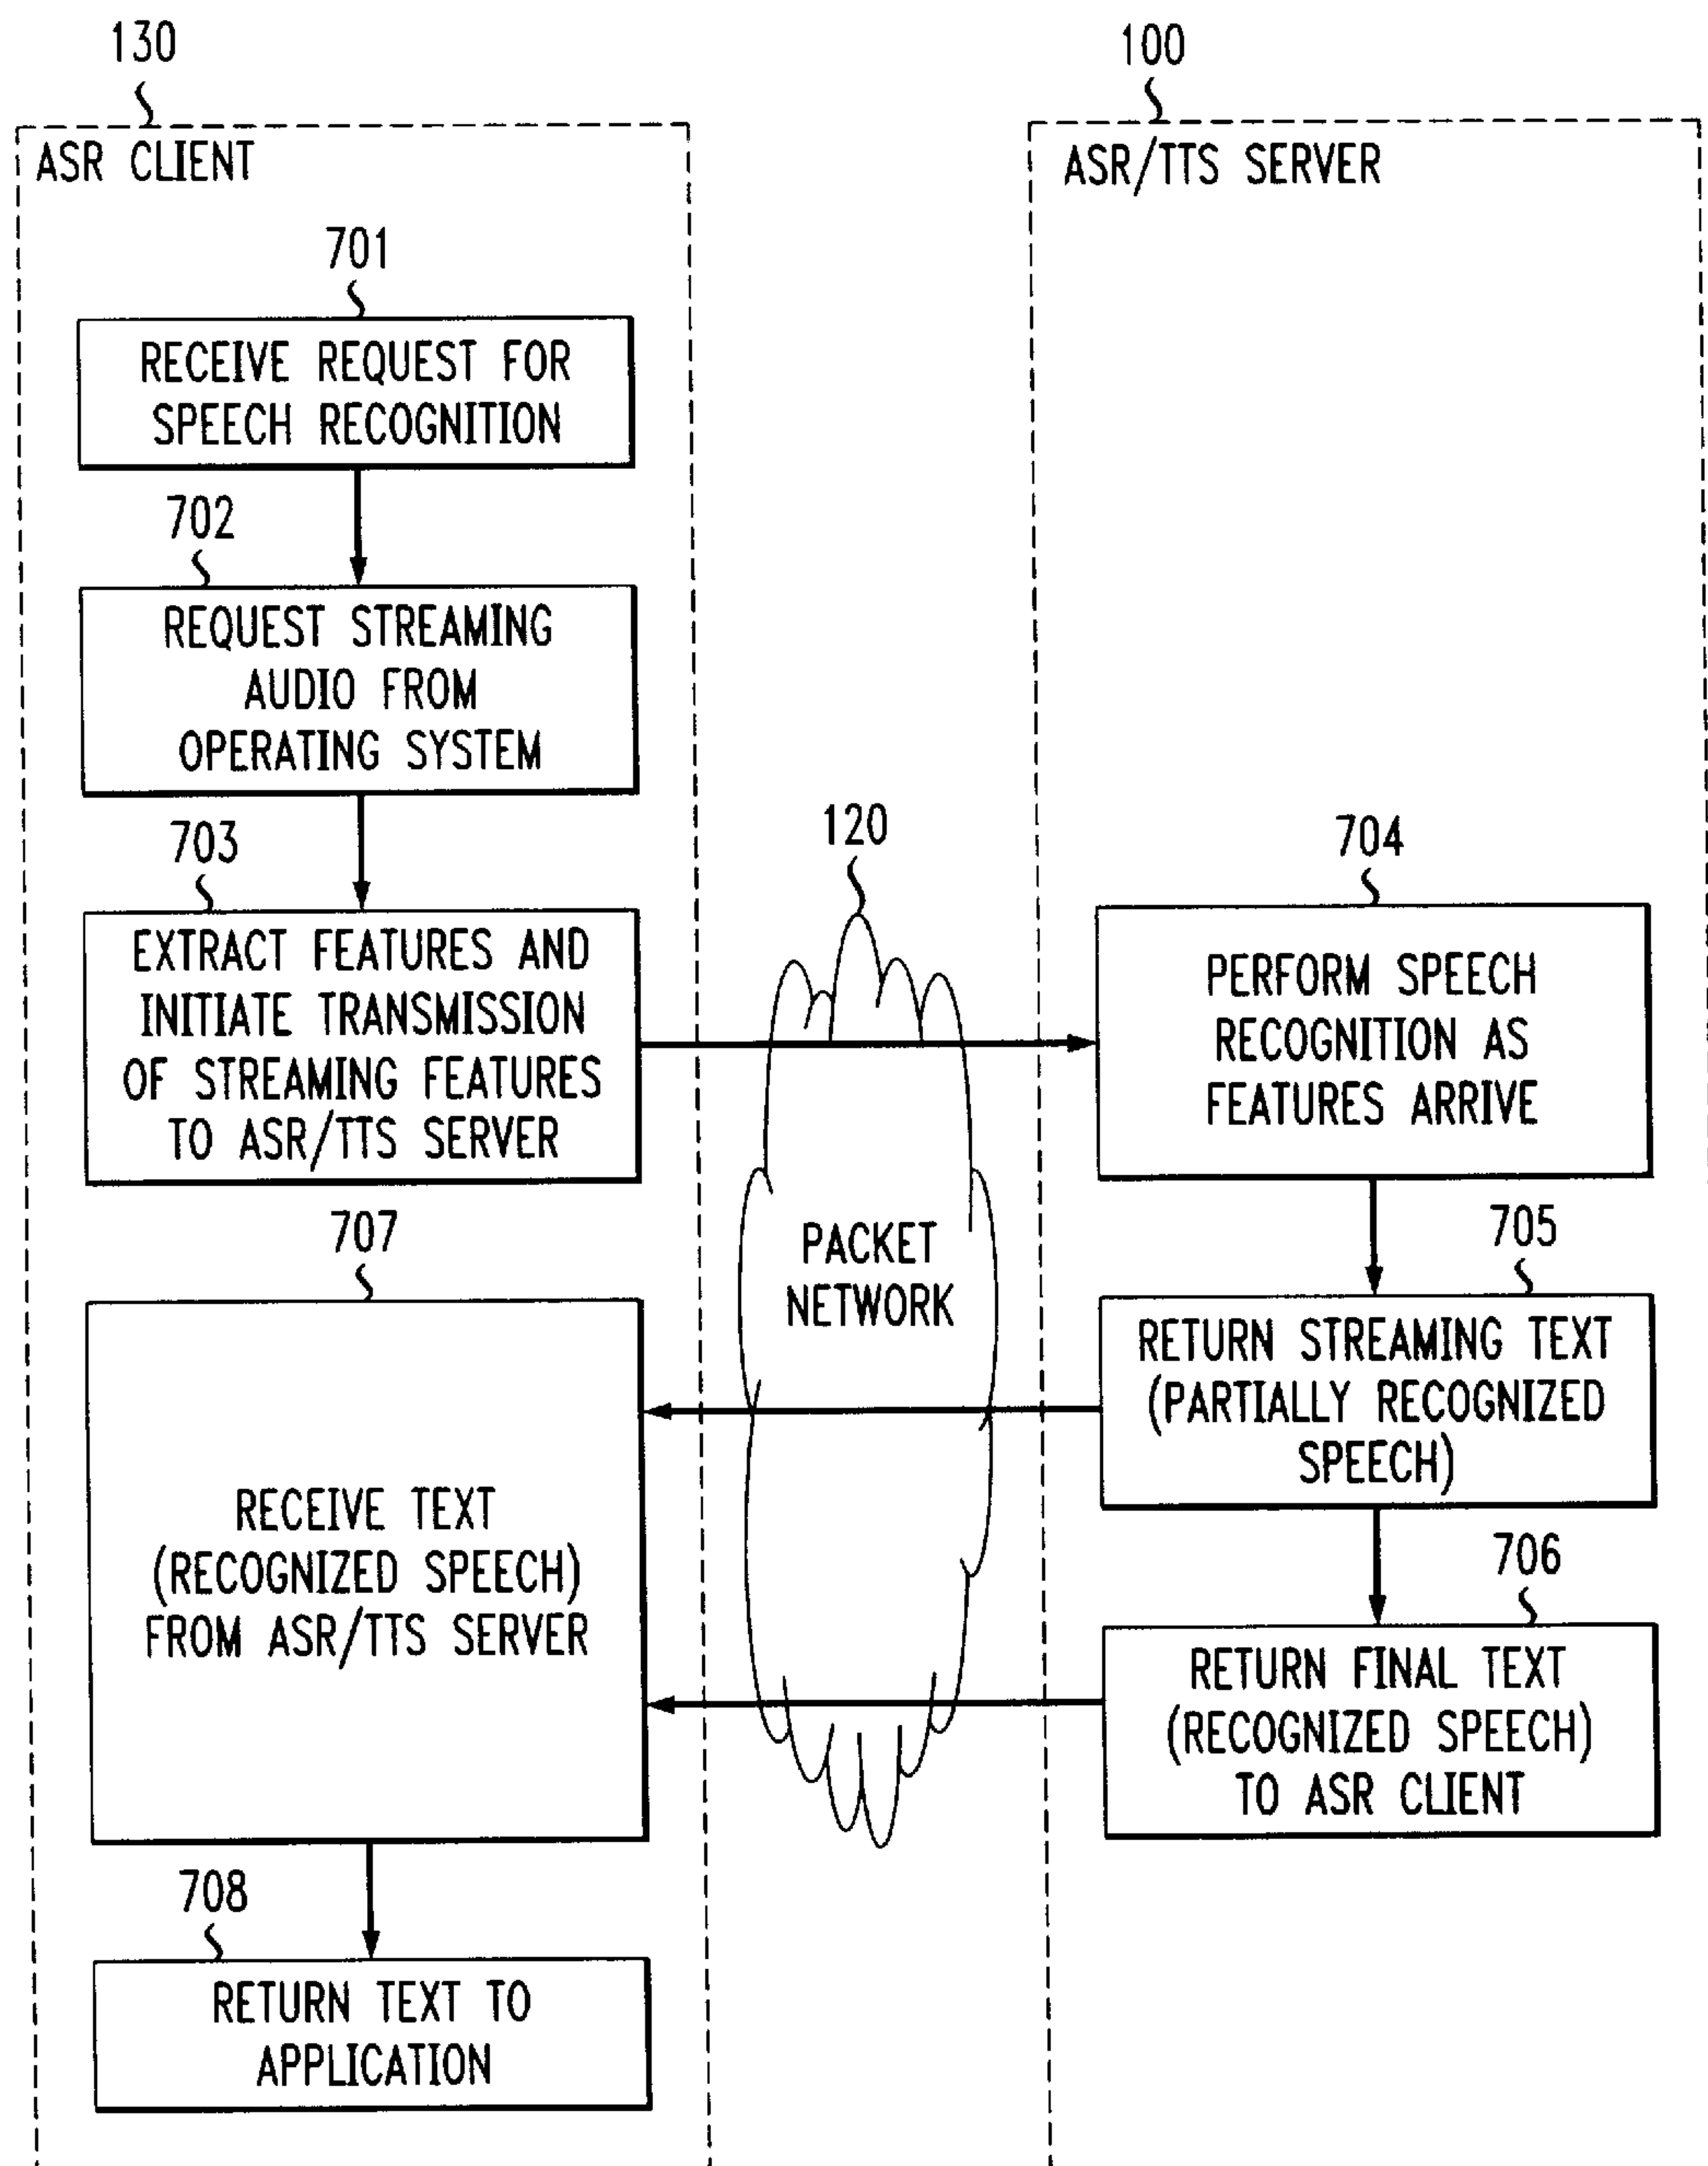 130
100
ASR CLIENT
ASR/TTS SERVER
701
RECEIVE REQUEST FOR
SPEECH RECOGNITION
702
REQUEST STREAMING
AUDIO FROM
OPERATING SYSTEM
703
EXTRACT FEATURES AND
INITIATE TRANSMISSION
OF STREAMING FEATURES
TO ASR/TTS SERVER
120
PACKET
NETWORK
704
PERFORM SPEECH
RECOGNITION AS
FEATURES ARRIVE
705
RETURN STREAMING TEXT
(PARTIALLY RECOGNIZED
SPEECH)
706
RETURN FINAL TEXT
(RECOGNIZED SPEECH)
TO ASR CLIENT
707
RECEIVE TEXT
(RECOGNIZED SPEECH)
FROM ASR/TTS SERVER
708
RETURN TEXT TO
APPLICATION